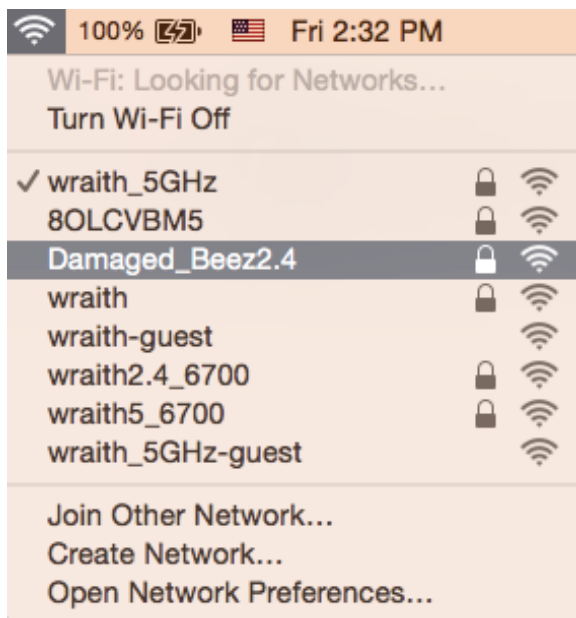 100% Fri 2:32 PM
Wi-Fi: Looking for Networks...
Turn Wi-Fi Off
wraith_5GHz
8OLCVBM5
Damaged_Beez2.4
wraith
wraith-guest
wraith2.4_6700
wraith5_6700
wraith_5GHz-guest
Join Other Network...
Create Network...
Open Network Preferences...